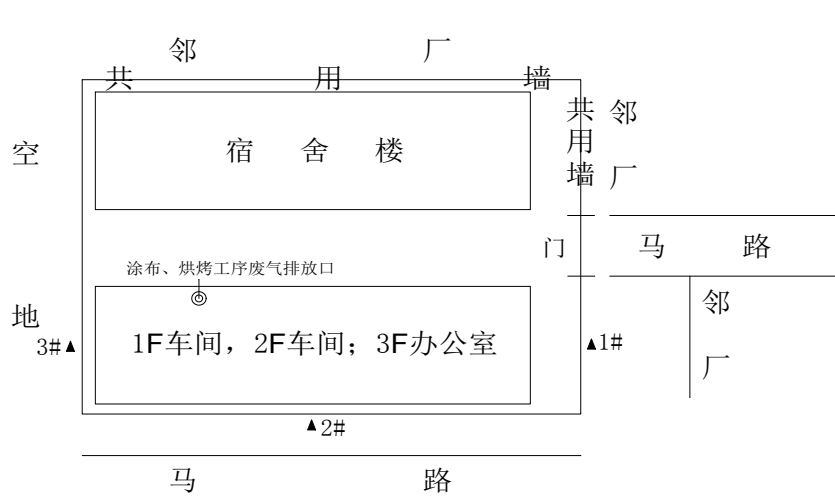 邻 厂
共 用 墙
共用墙
邻厂
空地
宿 舍 楼
门
马 路
涂布、烘烤工序废气排放口
邻厂
1F车间，2F车间；3F办公室
3#▲
▲1#
▲2#
马 路